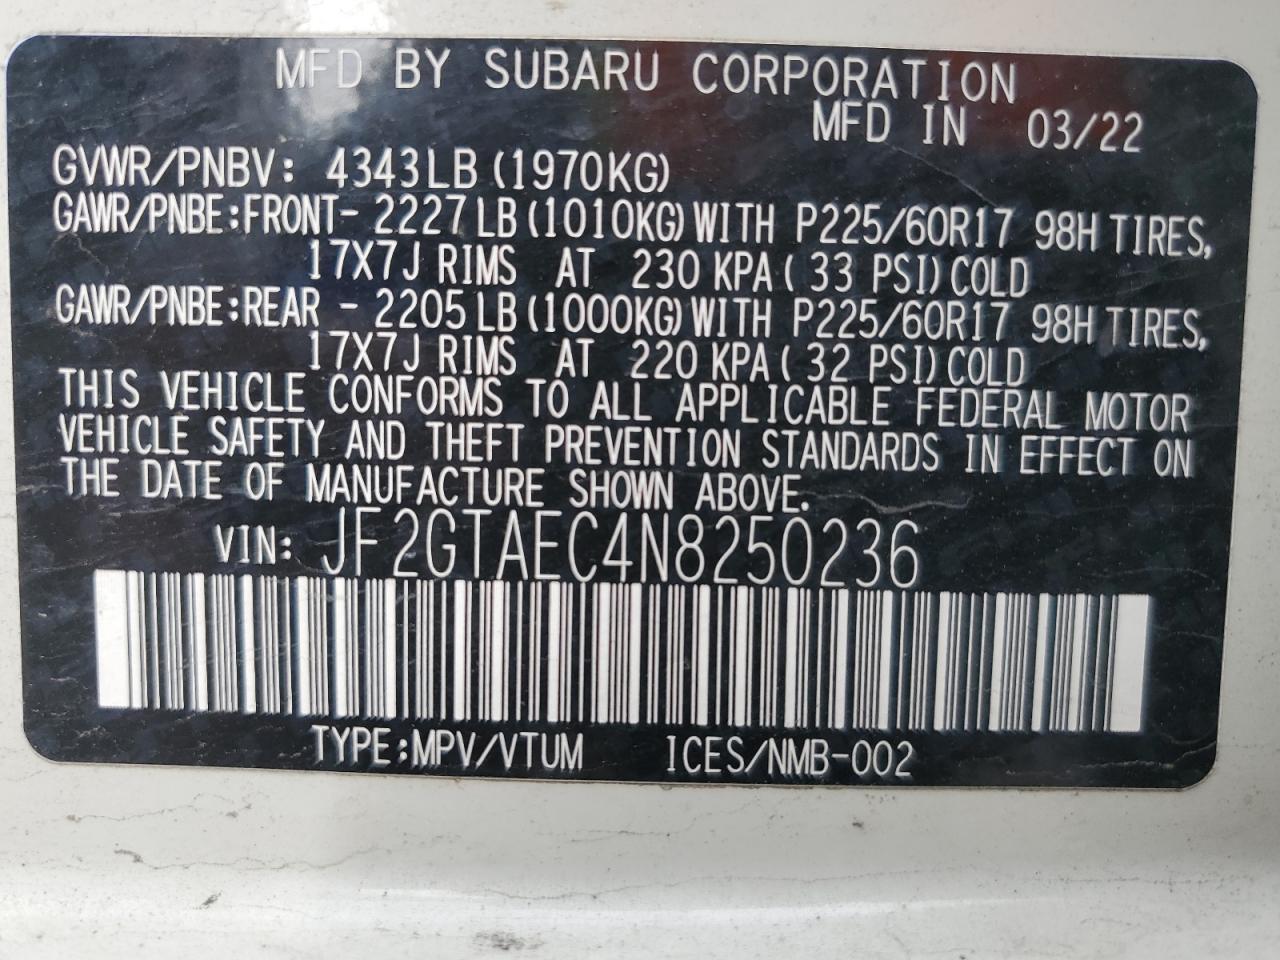 MFD BY SUBARU CORPORATION
MFD IN 03/22
GVWR/PNBV: 4343LB (1970KG)
GAWR/PNBE:FRONT- 2227LB(1010KG)WITH P225/60R17 98H TIRES,
17X7J RIMS AT 230 KPA( 33 PSI)COLD
GAWR/PNBE:REAR - 2205LB(1000KG)WITH P225/60R17 98H TIRES,
17X7J RIMS AT 220 KPA( 32 PSI)COLD
THIS VEHICLE CONFORMS TO ALL APPLICABLE FEDERAL MOTOR
VEHICLE SAFETY AND THEFT PREVENTION STANDARDS IN EFFECT ON
THE DATE OF MANUFACTURE SHOWN ABOVE.
VIN: JF2GTAEC4N8250236
TYPE:MPV/VTUM ICES/NMB-002